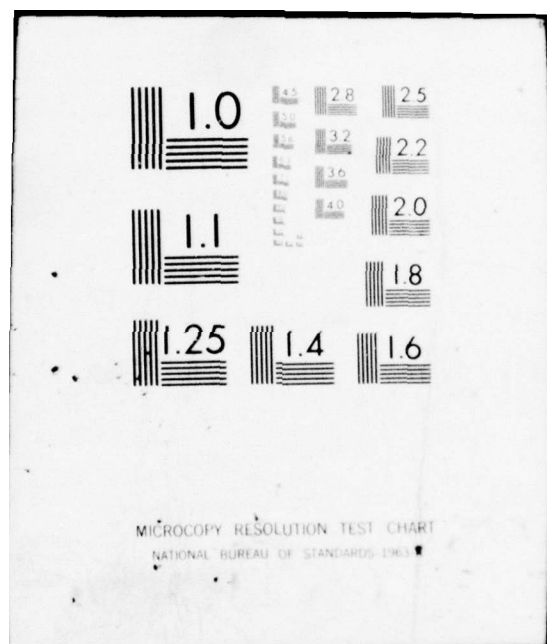 1.0 4.5 2.8 2.5
5.0
5.6 3.2 2.2
3.6
1.1 4.0 2.0
1.8
1.25 1.4 1.6
MICROCOPY RESOLUTION TEST CHART
NATIONAL BUREAU OF STANDARDS-1963